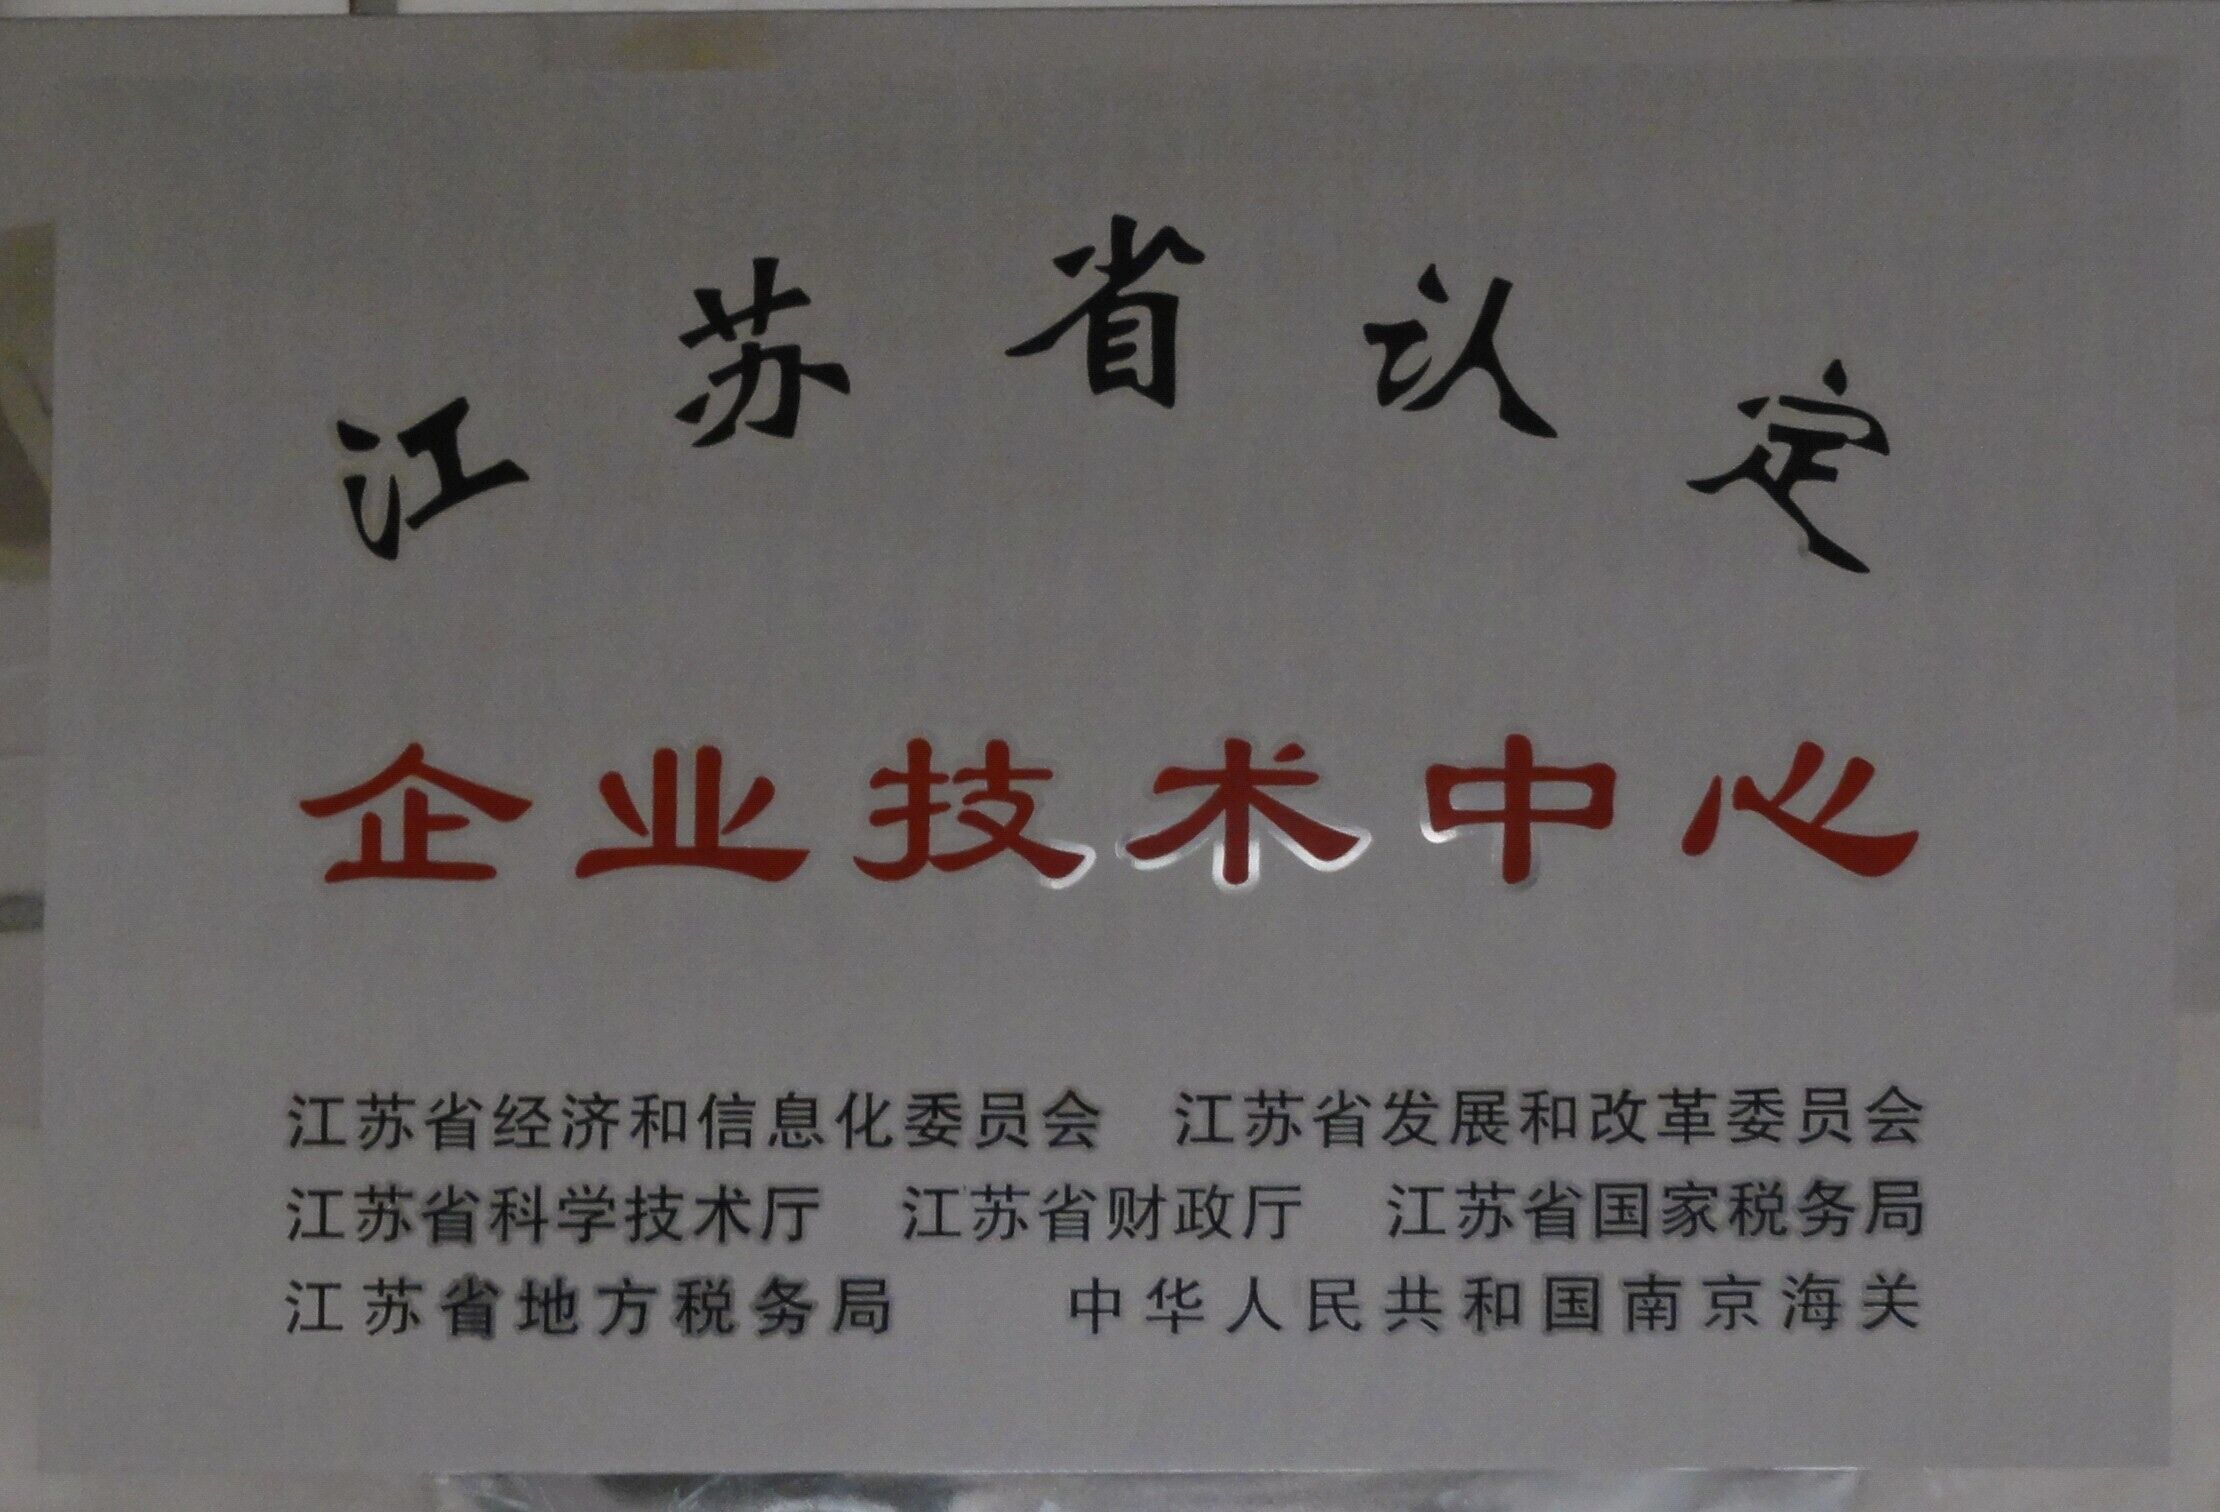 江苏省认定
企业技术中心
江苏省经济和信息化委员会 江苏省发展和改革委员会
江苏省科学技术厅 江苏省财政厅 江苏省国家税务局
江苏省地方税务局 中华人民共和国南京海关